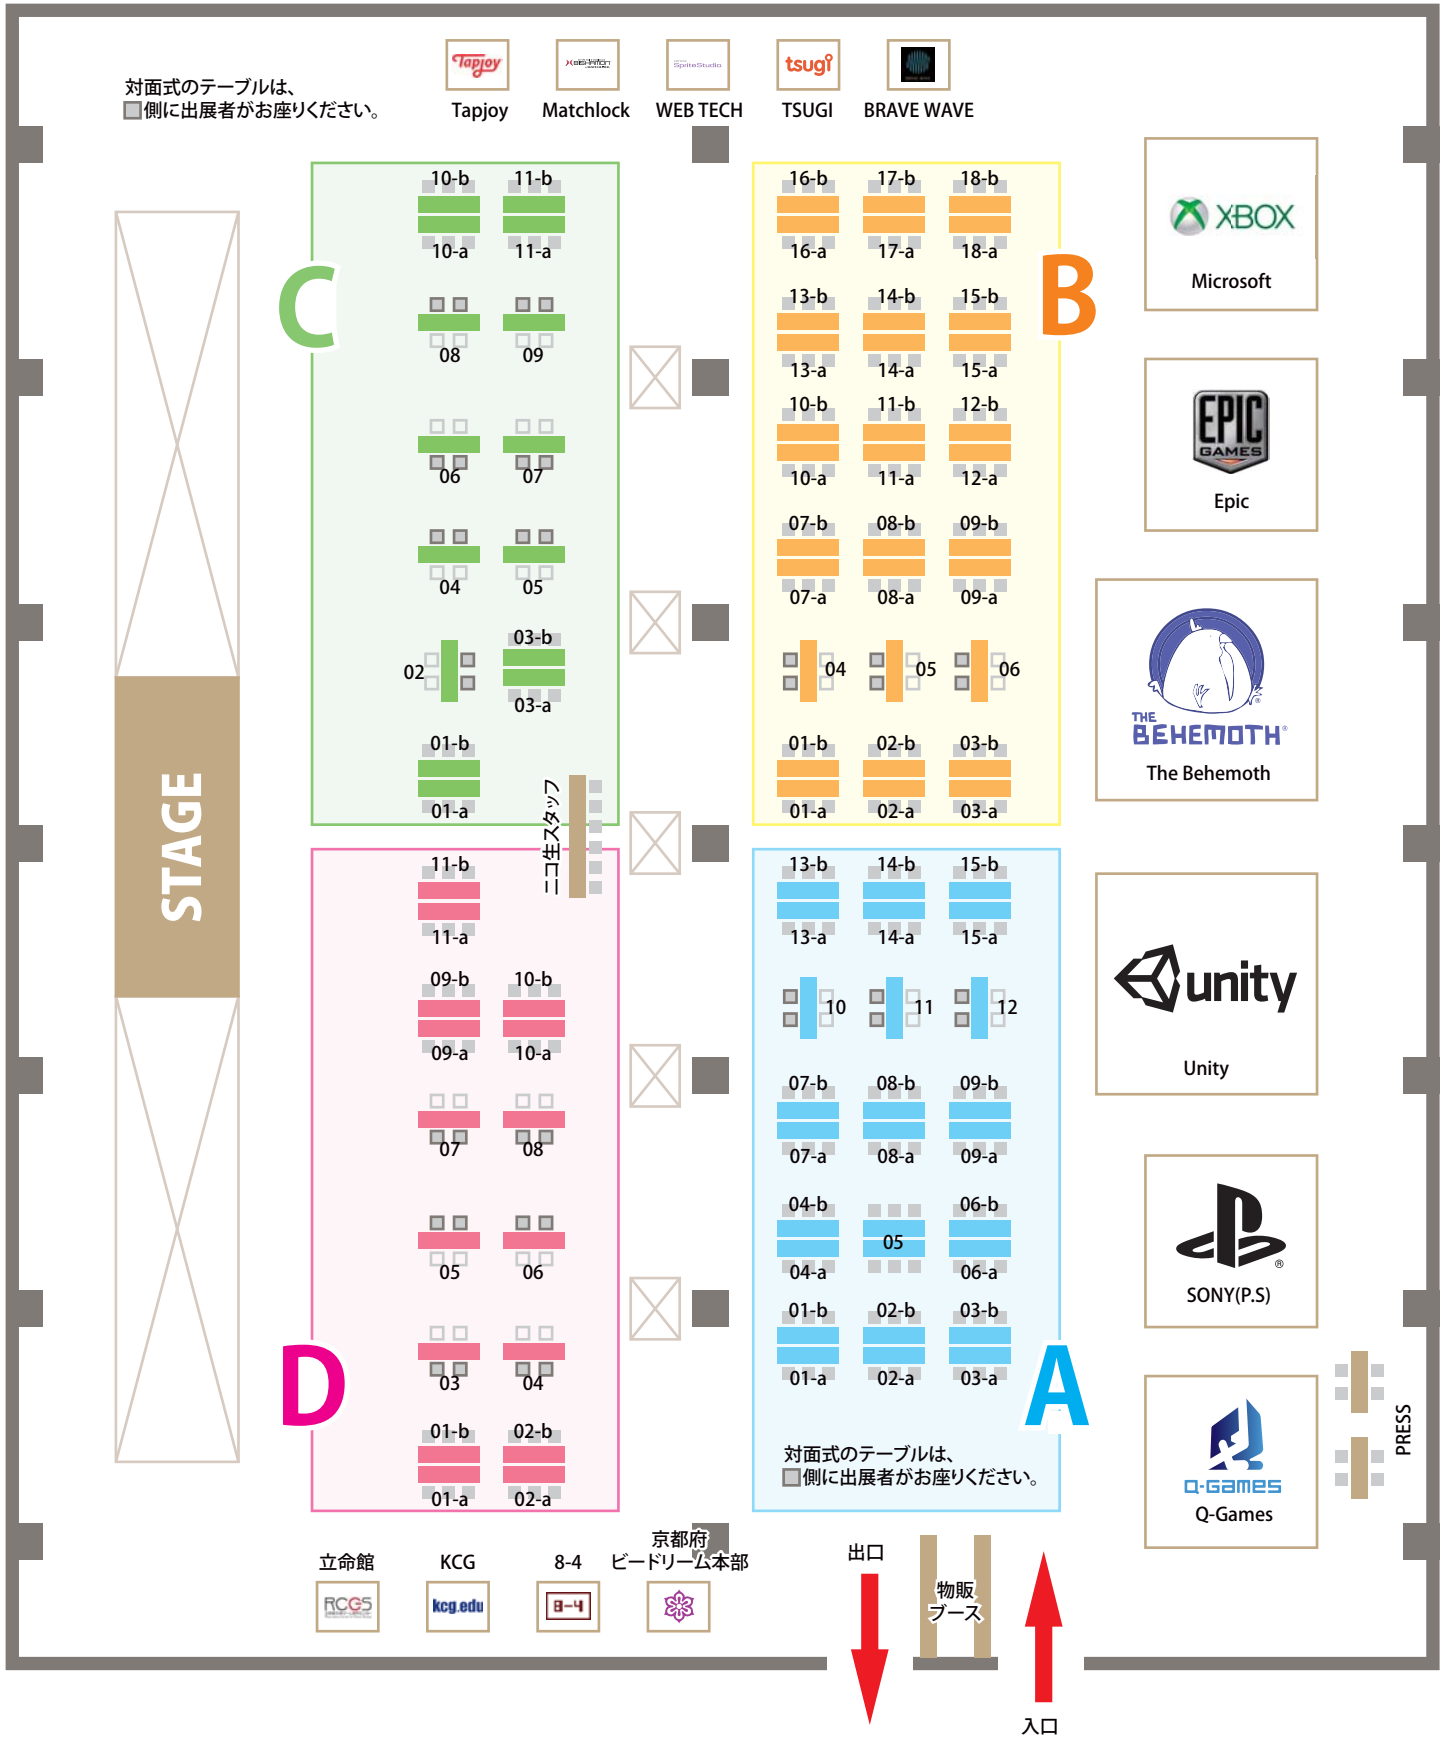 対面式のテーブルは、
側に出展者がお座りください。
Tapjoy
SpriteStudio
tsugi
Tapjoy
Matchlock
WEB TECH
TSUGI
BRAVE WAVE
C
10-b
11-b
10-a
11-a
08
09
06
07
04
05
02
03-b
03-a
01-b
01-a
B
16-b
17-b
18-b
16-a
17-a
18-a
13-b
14-b
15-b
13-a
14-a
15-a
10-b
11-b
12-b
10-a
11-a
12-a
07-b
08-b
09-b
07-a
08-a
09-a
04
05
06
01-b
02-b
03-b
01-a
02-a
03-a
XBOX
Microsoft
EPIC
GAMES
Epic
THE
BEHEMOTH
The Behemoth
unity
Unity
SONY(P.S)
Q-GAMES
Q-Games
PRESS
STAGE
ニコ生スタッフ
D
11-b
11-a
09-b
10-b
09-a
10-a
07
08
05
06
03
04
01-b
02-b
01-a
02-a
A
13-b
14-b
15-b
13-a
14-a
15-a
10
11
12
07-b
08-b
09-b
07-a
08-a
09-a
04-b
06-b
05
04-a
06-a
01-b
02-b
03-b
01-a
02-a
03-a
対面式のテーブルは、
側に出展者がお座りください。
立命館
KCG
8-4
京都府
ビードリーム本部
RCGS
kcg.edu
8-4
出口
物販
ブース
入口